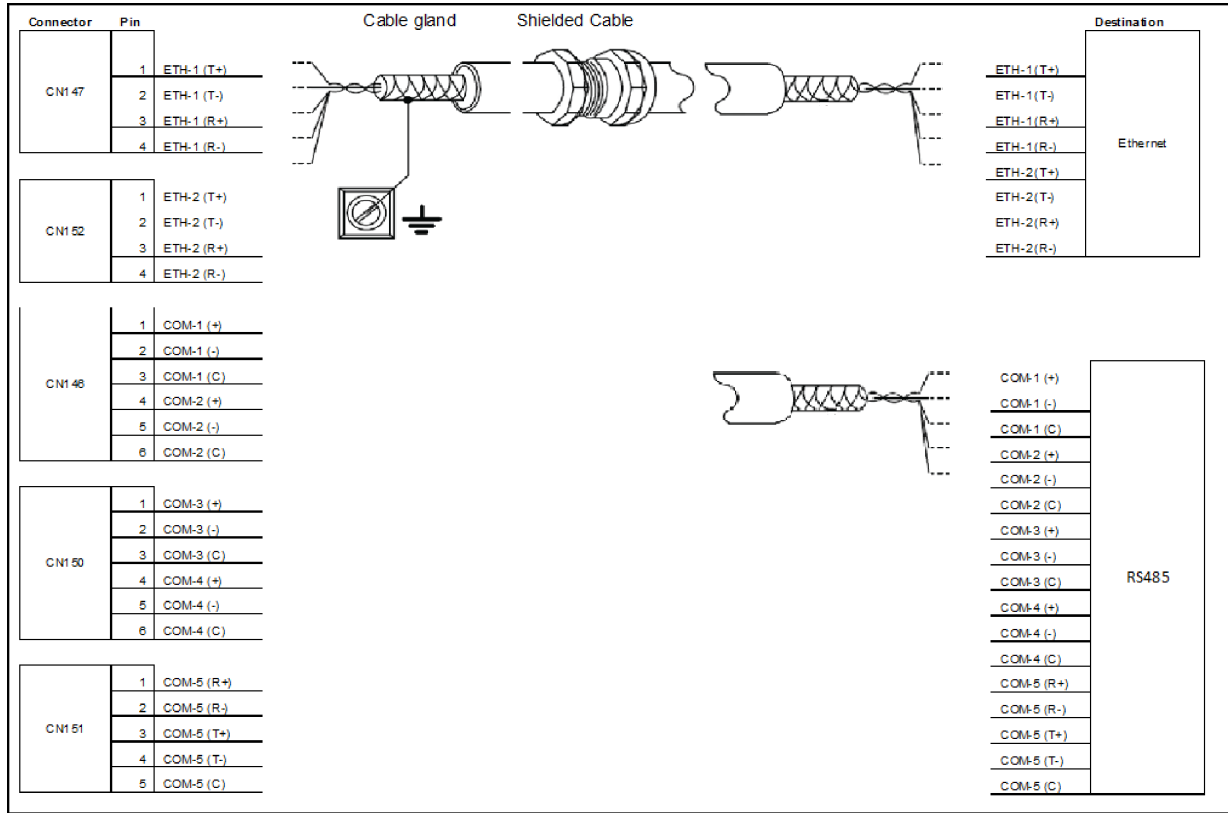 Connector Pin Cable gland Shielded Cable Destination
CN147
1 ETH-1 (T+)
2 ETH-1 (T-)
3 ETH-1 (R+)
4 ETH-1 (R-)
CN152
1 ETH-2 (T+)
2 ETH-2 (T-)
3 ETH-2 (R+)
4 ETH-2 (R-)
CN146
1 COM-1 (+)
2 COM-1 (-)
3 COM-1 (C)
4 COM-2 (+)
5 COM-2 (-)
6 COM-2 (C)
CN150
1 COM-3 (+)
2 COM-3 (-)
3 COM-3 (C)
4 COM-4 (+)
5 COM-4 (-)
6 COM-4 (C)
CN151
1 COM-5 (R+)
2 COM-5 (R-)
3 COM-5 (T+)
4 COM-5 (T-)
5 COM-5 (C)
ETH-1(T+)
ETH-1(T-)
ETH-1(R+)
ETH-1(R-)
ETH-2(T+)
ETH-2(T-)
ETH-2(R+)
ETH-2(R-)
Ethernet
COM-1 (+)
COM-1 (-)
COM-1 (C)
COM-2 (+)
COM-2 (-)
COM-2 (C)
COM-3 (+)
COM-3 (-)
COM-3 (C)
COM-4 (+)
COM-4 (-)
COM-4 (C)
COM-5 (R+)
COM-5 (R-)
COM-5 (T+)
COM-5 (T-)
COM-5 (C)
RS485